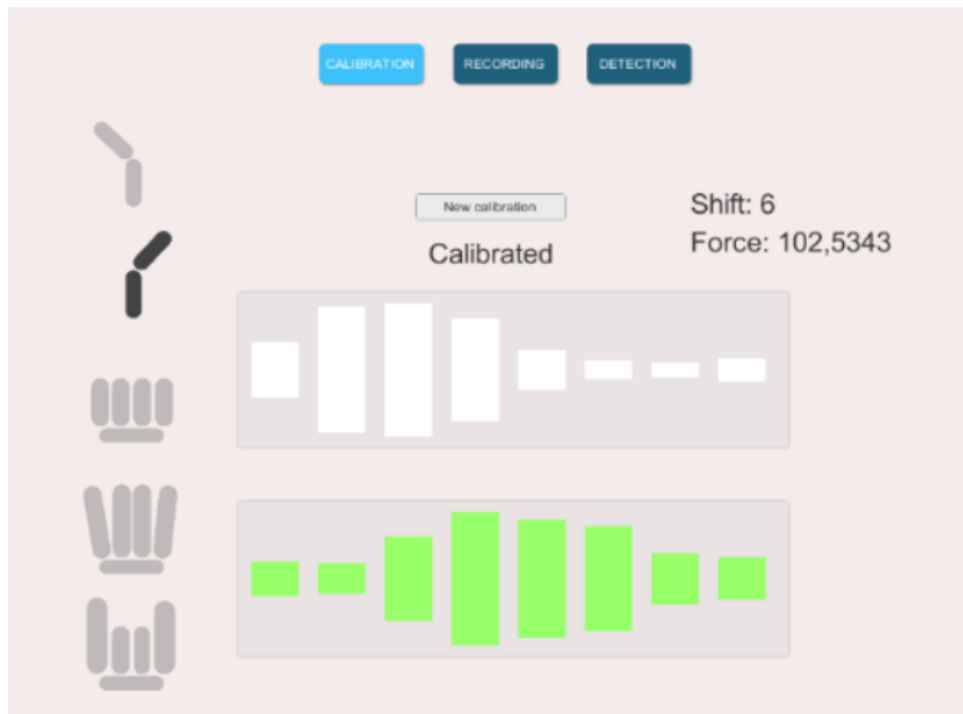 CALIBRATION RECORDING DETECTION
New calibration
Calibrated
Shift: 6
Force: 102,5343